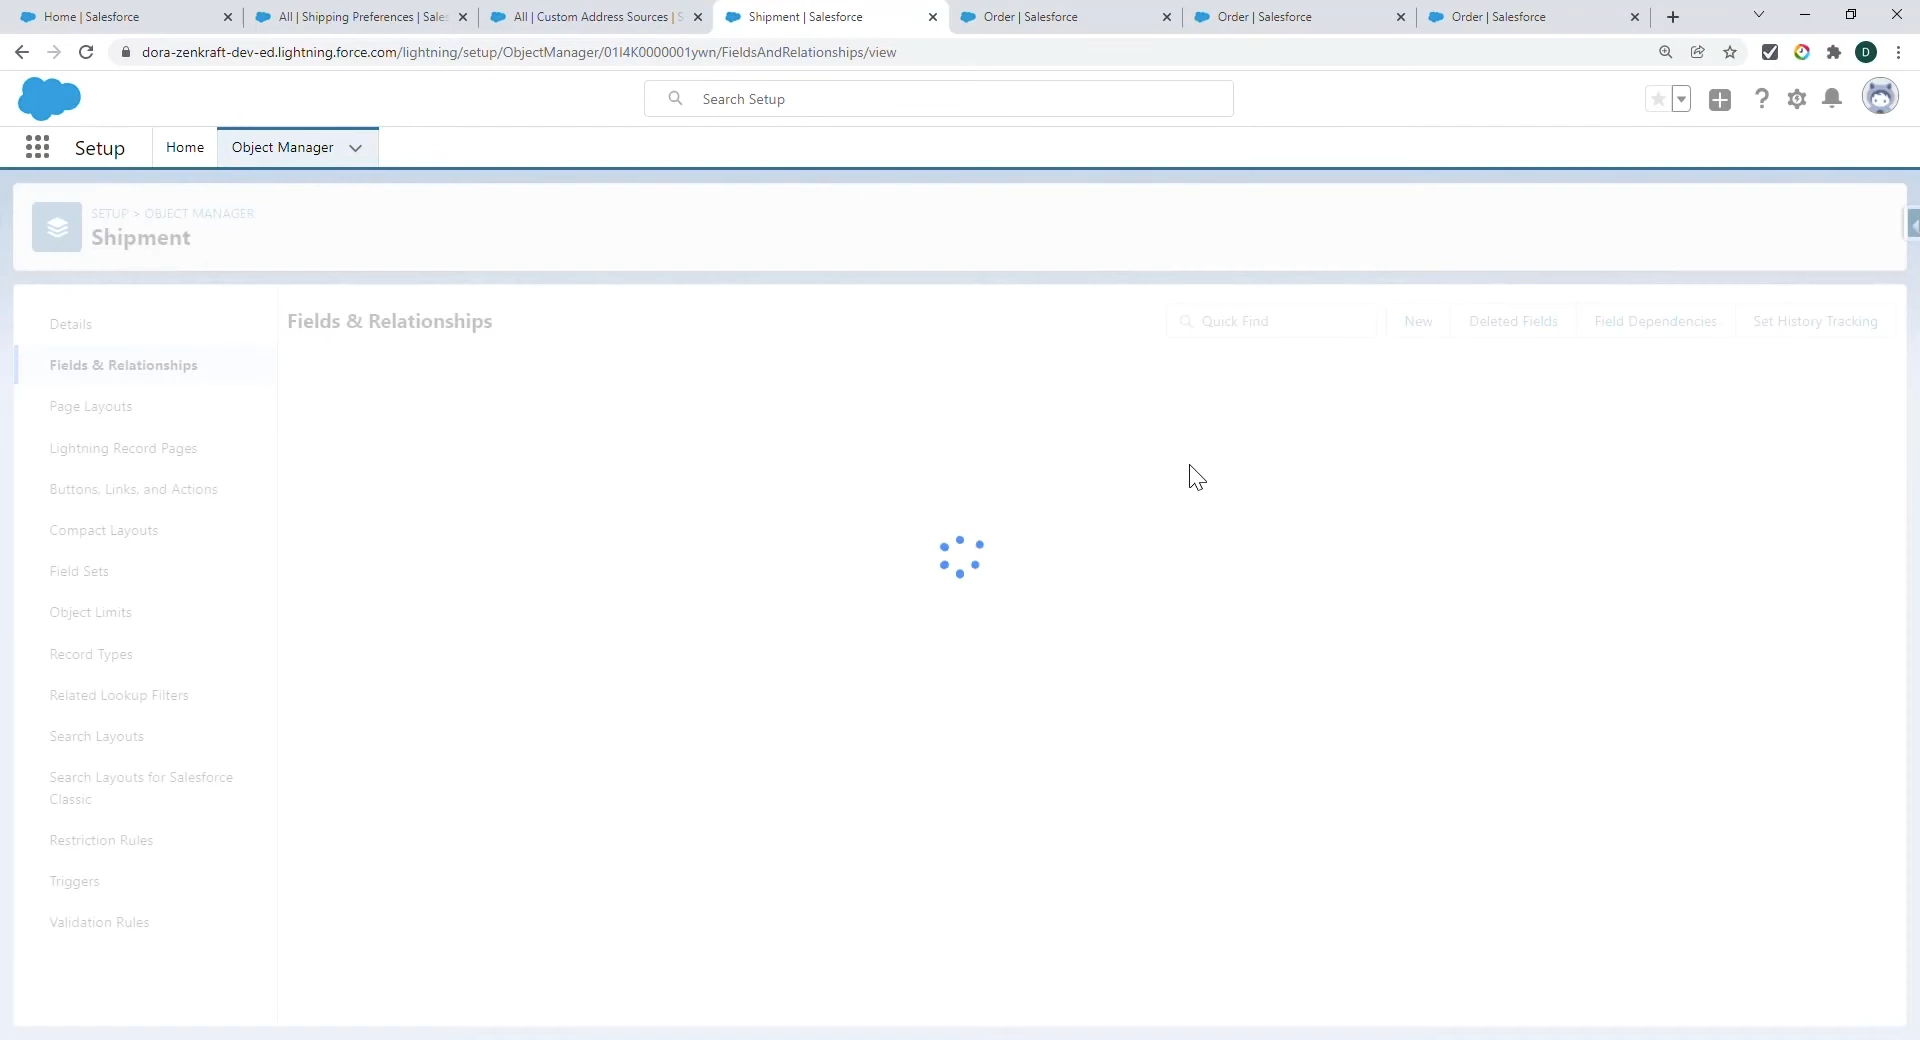 Home | Salesforce
All | Shipping Preferences | Sales
All | Custom Address Sources | S
Shipment | Salesforce
Order | Salesforce
Order | Salesforce
Order | Salesforce
dora-zenkraft-dev-ed.lightning.force.com/lightning/setup/ObjectManager/01I4K0000001ywn/FieldsAndRelationships/view
D
Search Setup
Setup
Home
Object Manager
SETUP > OBJECT MANAGER
Shipment
Details
Fields & Relationships
Page Layouts
Lightning Record Pages
Buttons, Links, and Actions
Compact Layouts
Field Sets
Object Limits
Record Types
Related Lookup Filters
Search Layouts
Search Layouts for Salesforce
Classic
Restriction Rules
Triggers
Validation Rules
Fields & Relationships
Quick Find
New
Deleted Fields
Field Dependencies
Set History Tracking